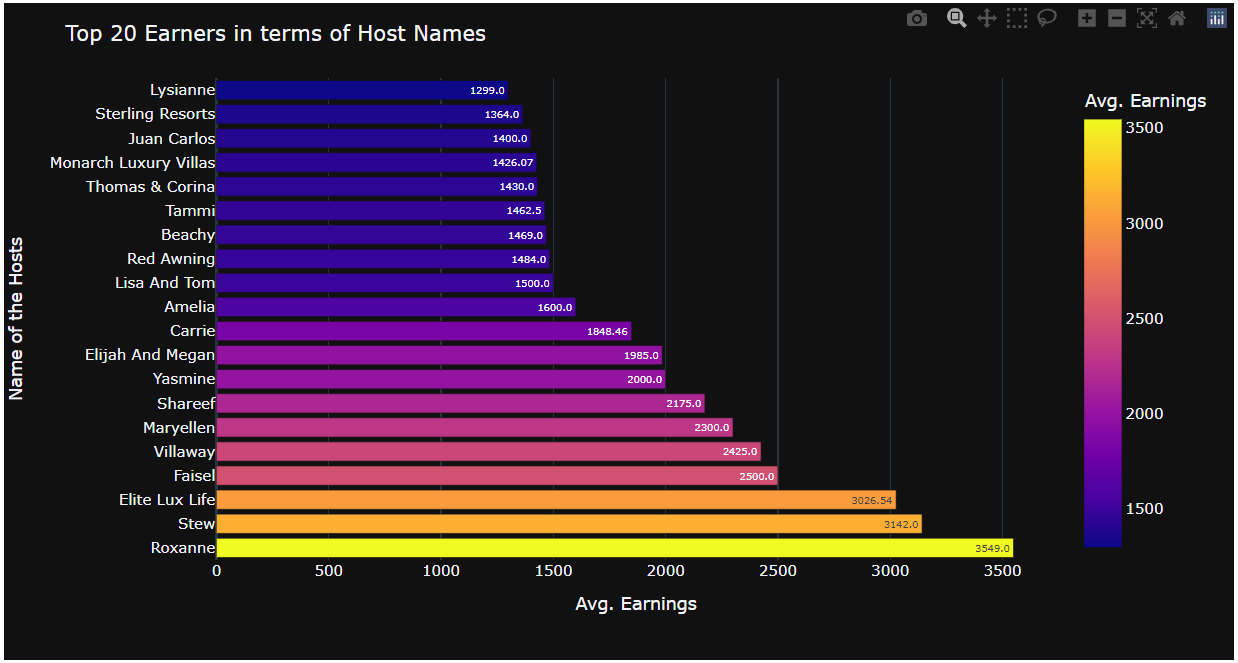 Top 20 Earners in terms of Host Names
Name of the Hosts
Lysianne 1299.0
Sterling Resorts 1364.0
Juan Carlos 1400.0
Monarch Luxury Villas 1426.07
Thomas & Corina 1430.0
Tammi 1462.5
Beachy 1469.0
Red Awning 1484.0
Lisa And Tom 1500.0
Amelia 1600.0
Carrie 1848.46
Elijah And Megan 1985.0
Yasmine 2000.0
Shareef 2175.0
Maryellen 2300.0
Villaway 2425.0
Faisel 2500.0
Elite Lux Life 3026.54
Stew 3142.0
Roxanne 3549.0
0 500 1000 1500 2000 2500 3000 3500
Avg. Earnings
Avg. Earnings
3500
3000
2500
2000
1500